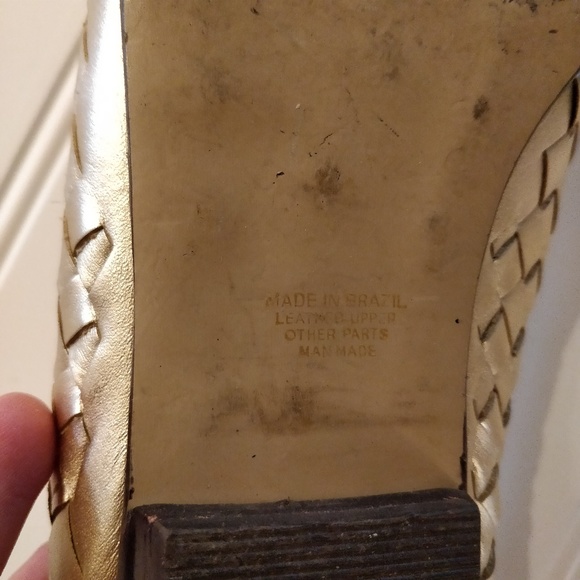 MADE IN BRAZIL
LEATHER UPPER
OTHER PARTS
MAN MADE